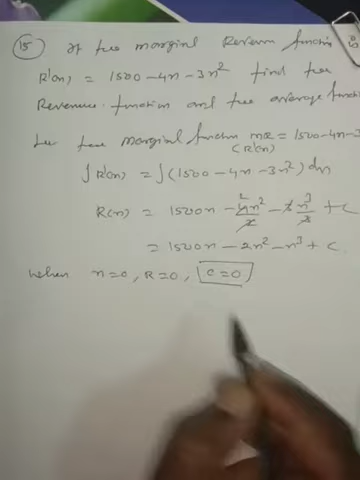 15) If the marginal Revenue function
R'(n) = 1500 - 4n - 3n² find the
Revenue function and the average function
Let the marginal function MR = 1500 - 4n - 3
(R'(n))
∫R'(n) = ∫(1500 - 4n - 3n²) dn
R(n) = 1500n - 4n²/2 - 3n³/3 + C
= 1500n - 2n² - n³ + C
When n=0, R=0, C=0